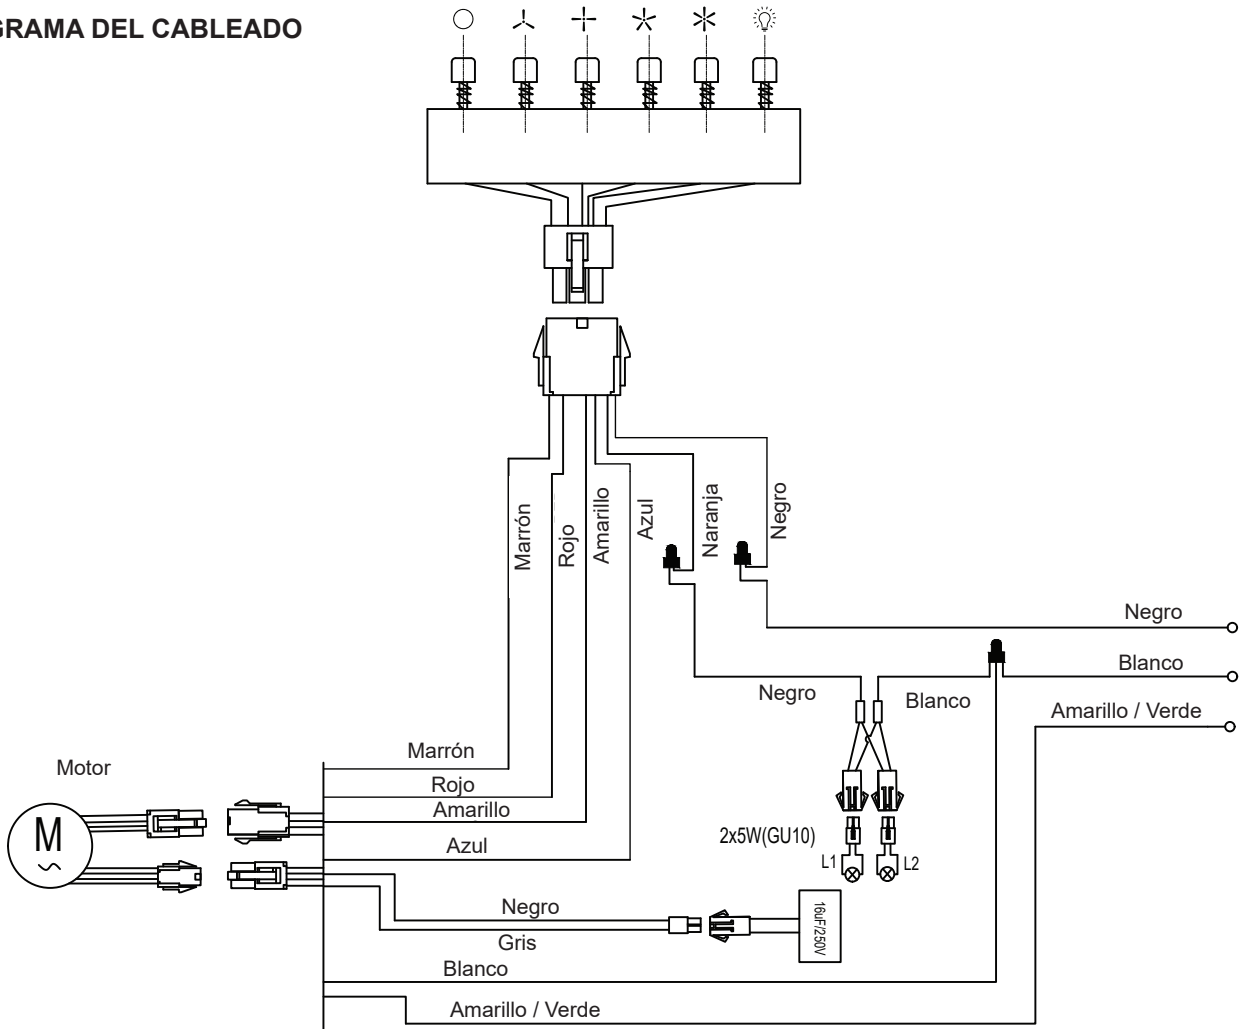 GRAMA DEL CABLEADO
Marrón
Rojo
Amarillo
Azul
Naranja
Negro
Negro
Blanco
Negro
Blanco
Amarillo / Verde
Marrón
Motor
Rojo
Amarillo
M
2x5W(GU10)
Azul
L1
L2
Negro
16uF/250V
Gris
Blanco
Amarillo / Verde